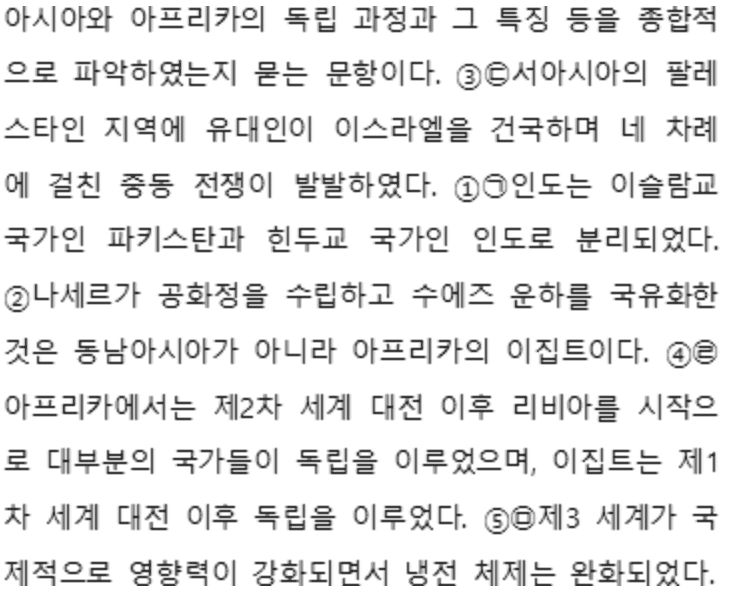 아시아와 아프리카의 독립 과정과 그 특징 등을 종합적
으로 파악하였는지 묻는 문항이다. ③㉢서아시아의 팔레
스타인 지역에 유대인이 이스라엘을 건국하며 네 차례
에 걸친 중동 전쟁이 발발하였다. ①㉠인도는 이슬람교
국가인 파키스탄과 힌두교 국가인 인도로 분리되었다.
②나세르가 공화정을 수립하고 수에즈 운하를 국유화한
것은 동남아시아가 아니라 아프리카의 이집트이다. ④㉣
아프리카에서는 제2차 세계 대전 이후 리비아를 시작으
로 대부분의 국가들이 독립을 이루었으며, 이집트는 제1
차 세계 대전 이후 독립을 이루었다. ⑤㉤제3 세계가 국
제적으로 영향력이 강화되면서 냉전 체제는 완화되었다.